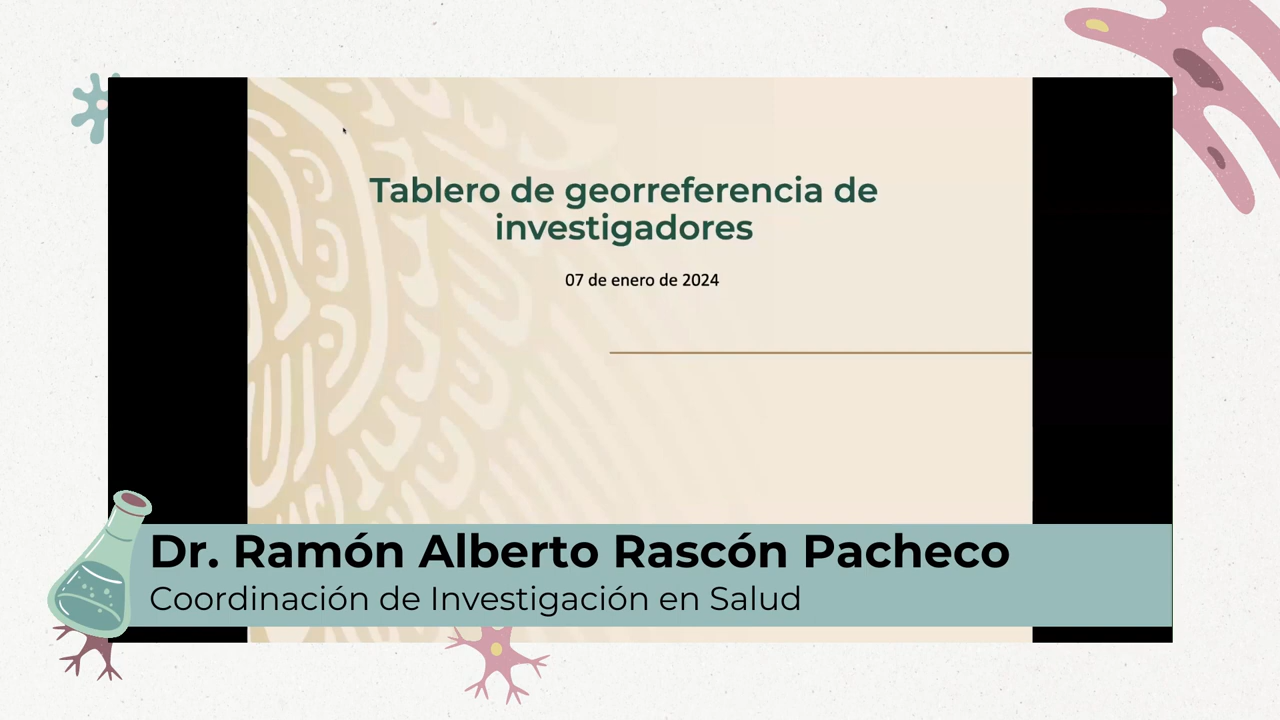 Tablero de georreferencia de
investigadores
07 de enero de 2024
Dr. Ramón Alberto Rascón Pacheco
Coordinación de Investigación en Salud